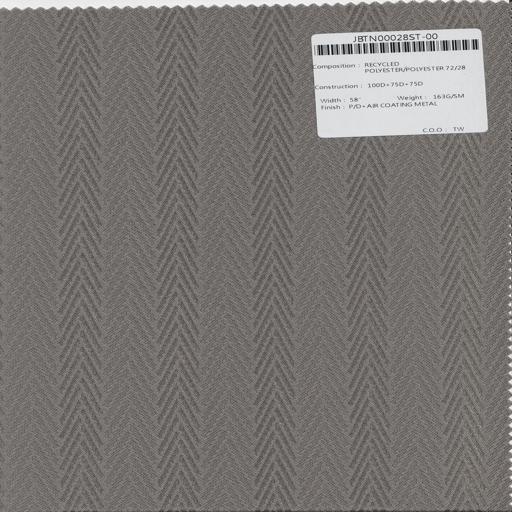 JBTN00028ST-00
Composition : RECYCLED
POLYESTER/POLYESTER 72/28
Construction : 100D+75D+75D
Width : 58" Weight : 163G/SM
Finish : P/D+AIR COATING METAL
C.O.O : TW